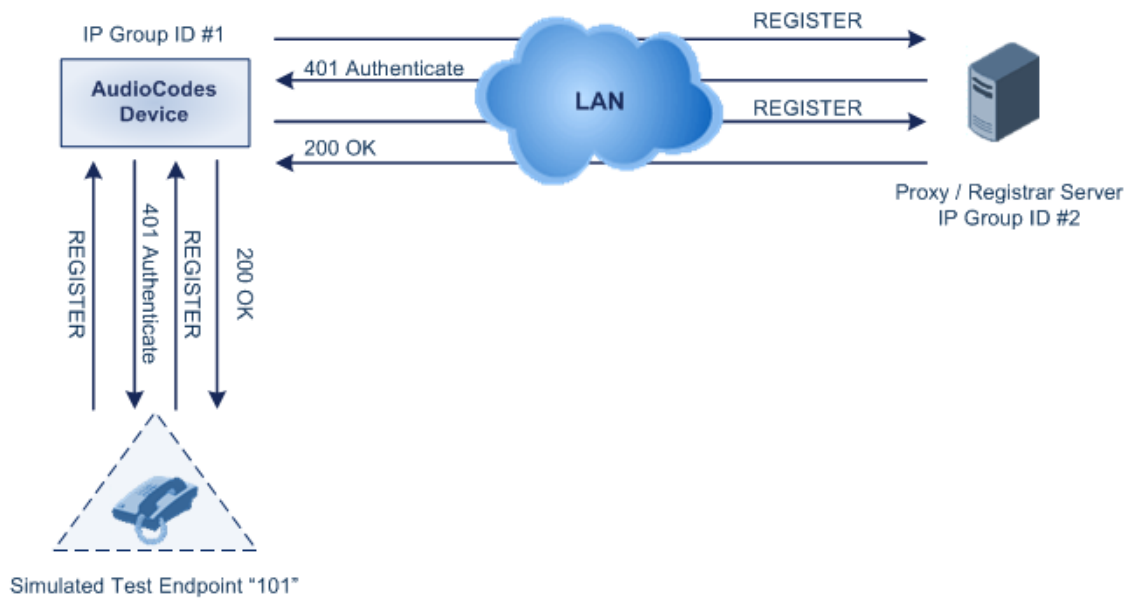 IP Group ID #1
REGISTER
AudioCodes
Device
401 Authenticate
LAN
REGISTER
200 OK
Proxy / Registrar Server
IP Group ID #2
REGISTER
401 Authenticate
REGISTER
200 OK
Simulated Test Endpoint “101”